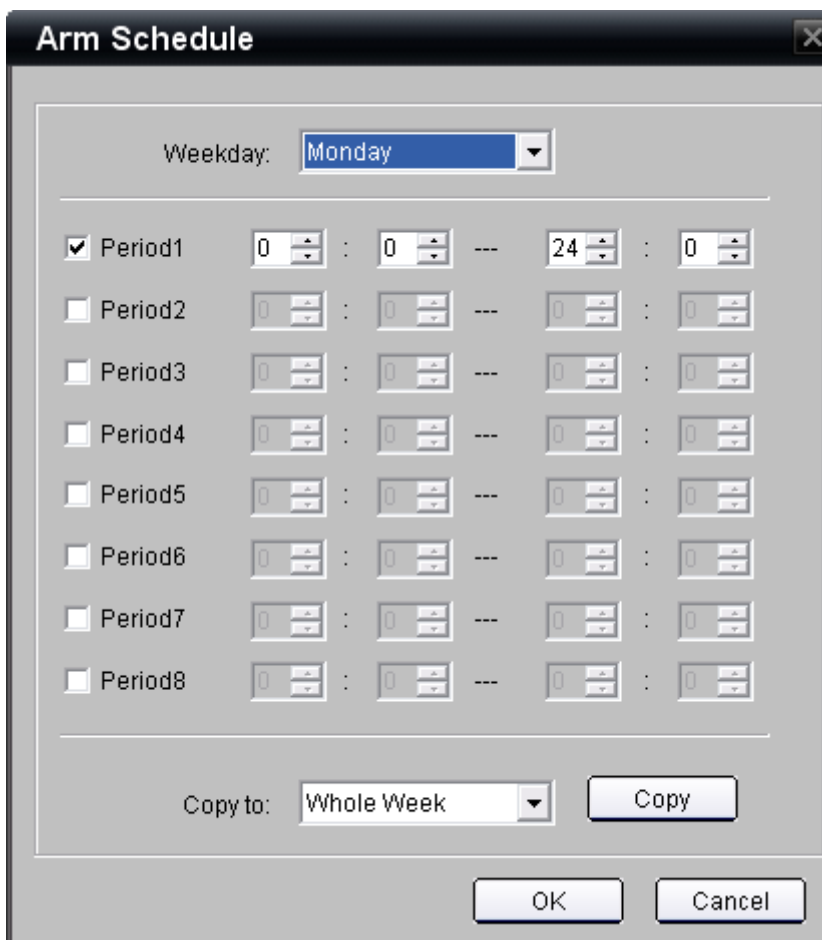 Arm Schedule
Weekday: Monday
Period1 0 : 0 --- 24 : 0
Period2 0 : 0 --- 0 : 0
Period3 0 : 0 --- 0 : 0
Period4 0 : 0 --- 0 : 0
Period5 0 : 0 --- 0 : 0
Period6 0 : 0 --- 0 : 0
Period7 0 : 0 --- 0 : 0
Period8 0 : 0 --- 0 : 0
Copy to: Whole Week Copy
OK Cancel